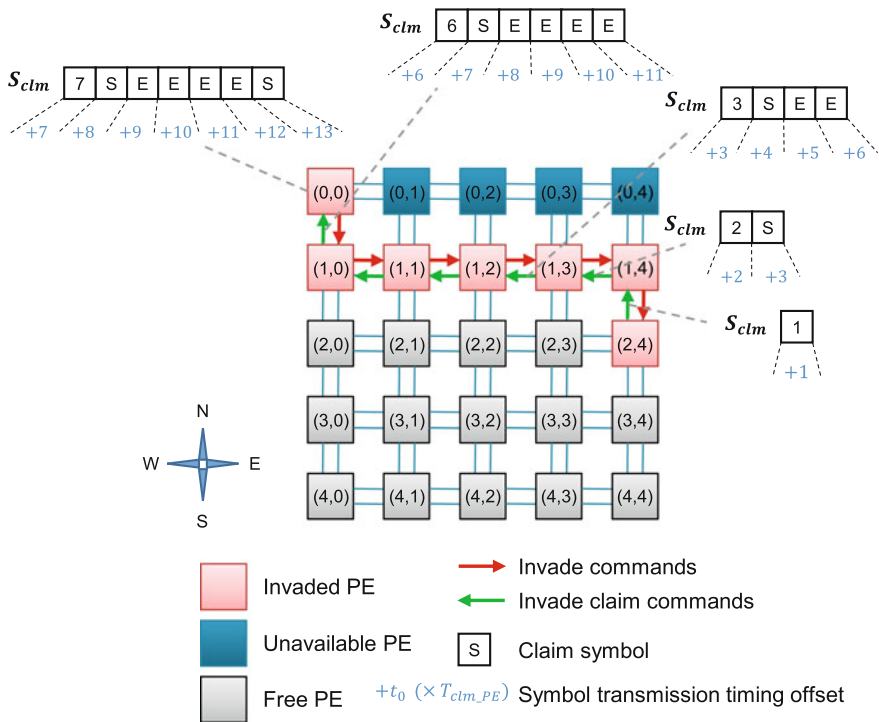 S_clm 6 S E E E E
+6 +7 +8 +9 +10 +11
S_clm 7 S E E E E S
+7 +8 +9 +10 +11 +12 +13
S_clm 3 S E E
+3 +4 +5 +6
(0,0) (0,1) (0,2) (0,3) (0,4)
S_clm 2 S
+2 +3
(1,0) (1,1) (1,2) (1,3) (1,4)
S_clm 1
+1
(2,0) (2,1) (2,2) (2,3) (2,4)
(3,0) (3,1) (3,2) (3,3) (3,4)
(4,0) (4,1) (4,2) (4,3) (4,4)
N
W E
S
Invaded PE
Unavailable PE
Free PE
Invade commands
Invade claim commands
S Claim symbol
+t_0 (×T_clm_PE) Symbol transmission timing offset